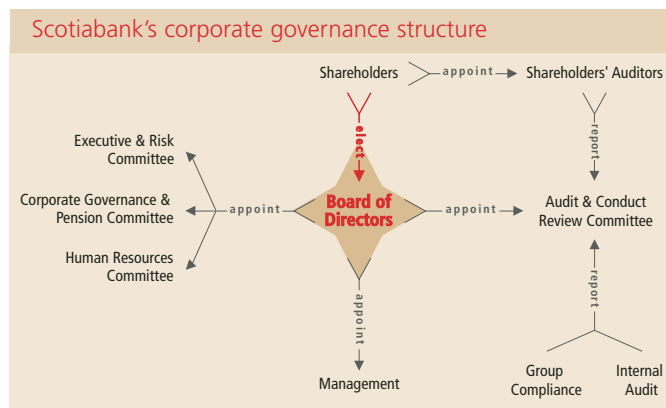 Scotiabank's corporate governance structure
Shareholders
appoint
Shareholders' Auditors
elect
report
Executive & Risk
Committee
Corporate Governance &
Pension Committee
Human Resources
Committee
appoint
Board of
Directors
appoint
Audit & Conduct
Review Committee
appoint
report
Management
Group
Compliance
Internal
Audit